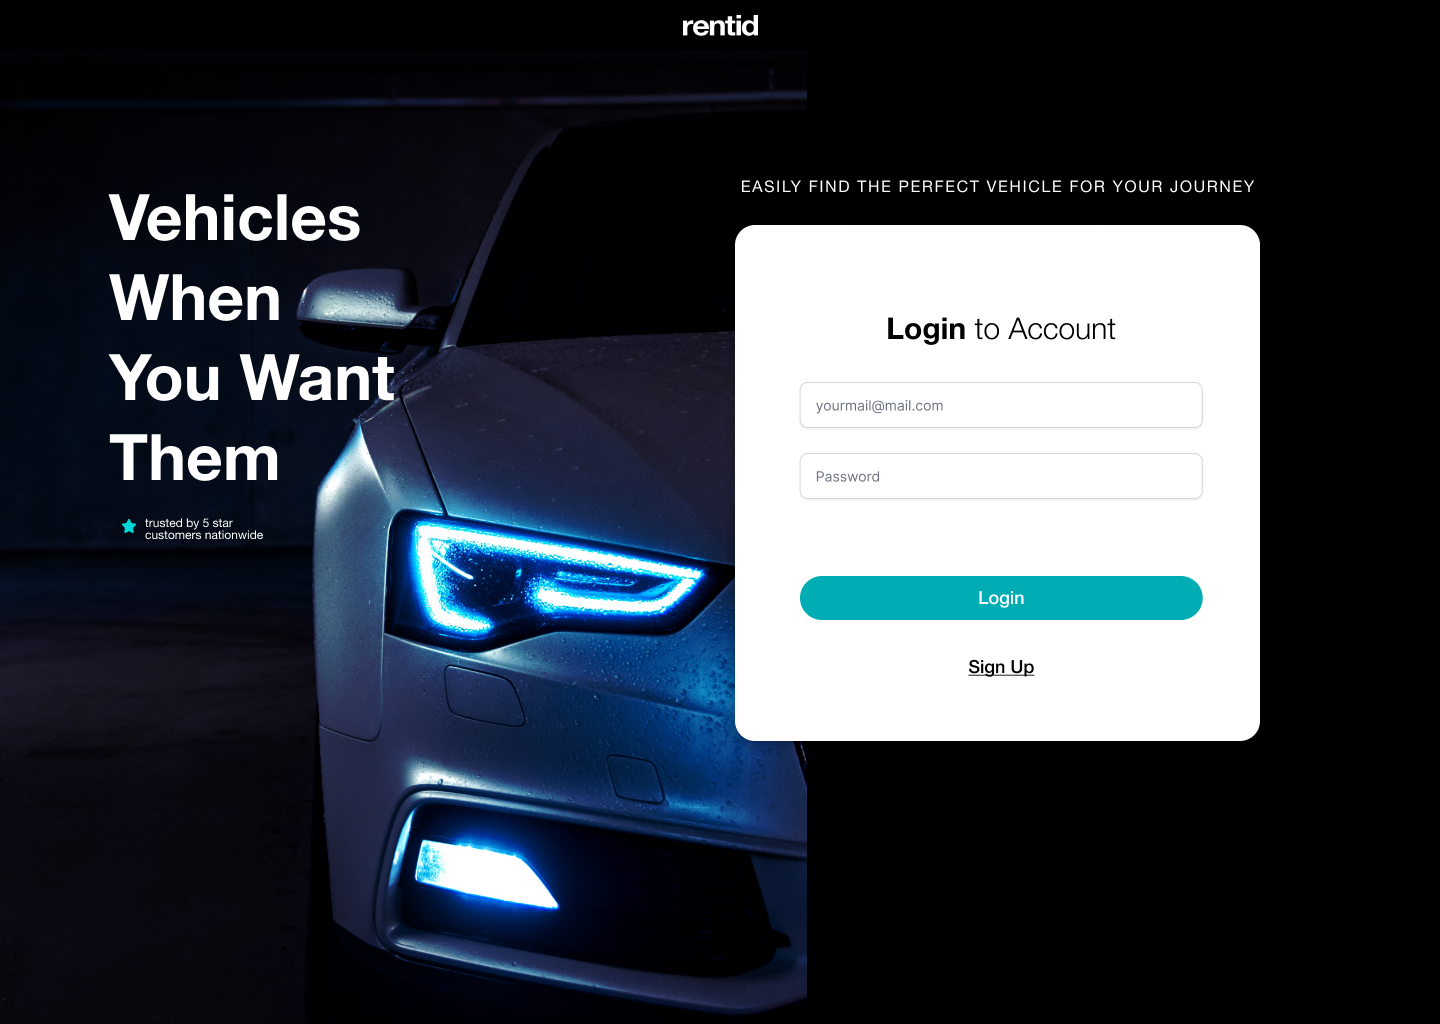 rentid
Vehicles
When
You Want
Them
trusted by 5 star
customers nationwide
EASILY FIND THE PERFECT VEHICLE FOR YOUR JOURNEY
Login to Account
yourmail@mail.com
Password
Login
Sign Up